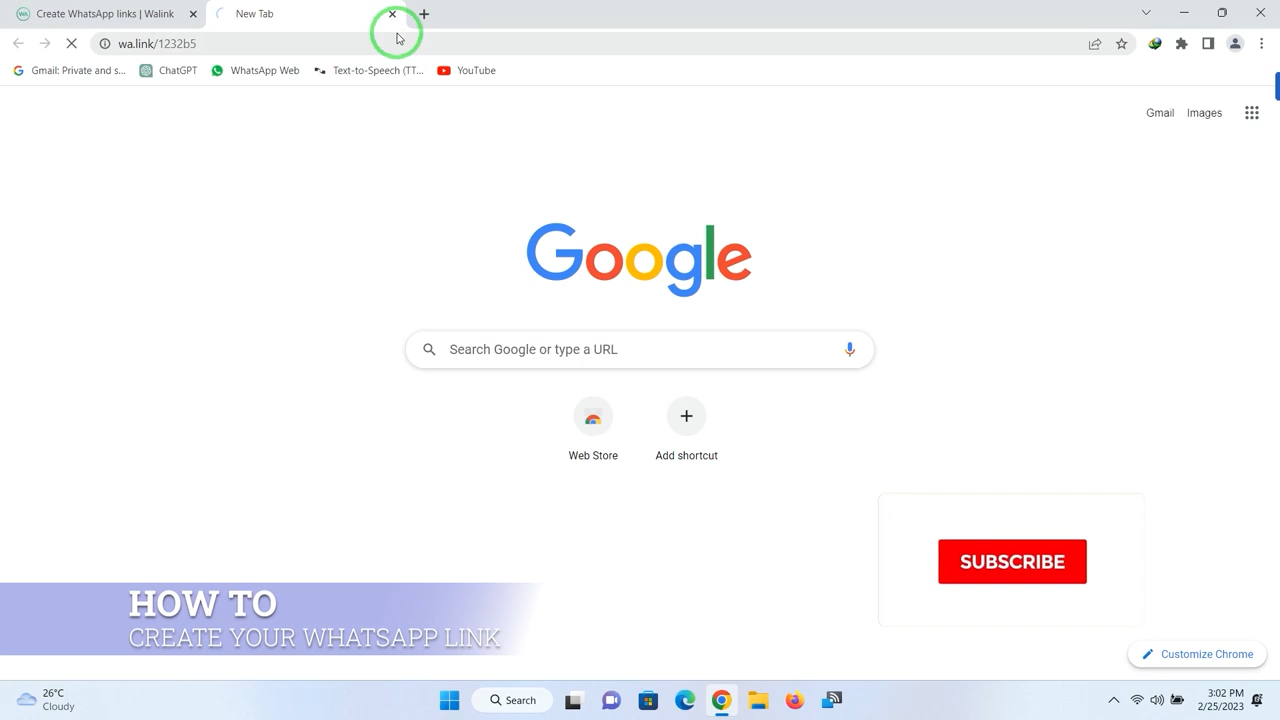 Create WhatsApp links | Walink
New Tab
wa.link/1232b5
Gmail: Private and s...
ChatGPT
WhatsApp Web
Text-to-Speech (TT...
YouTube
Gmail
Images
Google
Search Google or type a URL
Web Store
Add shortcut
SUBSCRIBE
HOW TO
CREATE YOUR WHATSAPP LINK
Customize Chrome
26°C
Cloudy
Search
3:02 PM
2/25/2023